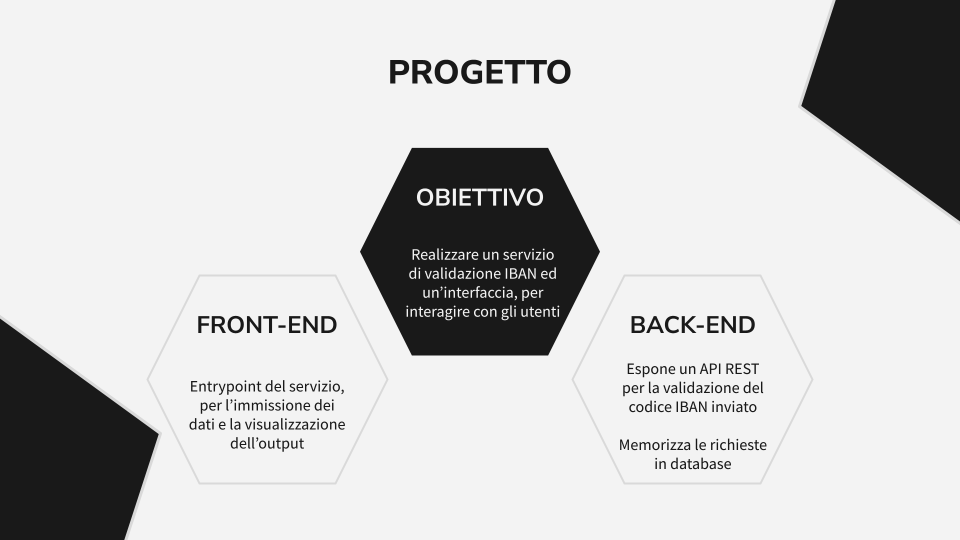 PROGETTO
OBIETTIVO
Realizzare un servizio
di validazione IBAN ed
un’interfaccia, per
interagire con gli utenti
FRONT-END
Entrypoint del servizio,
per l’immissione dei
dati e la visualizzazione
dell’output
BACK-END
Espone un API REST
per la validazione del
codice IBAN inviato
Memorizza le richieste
in database